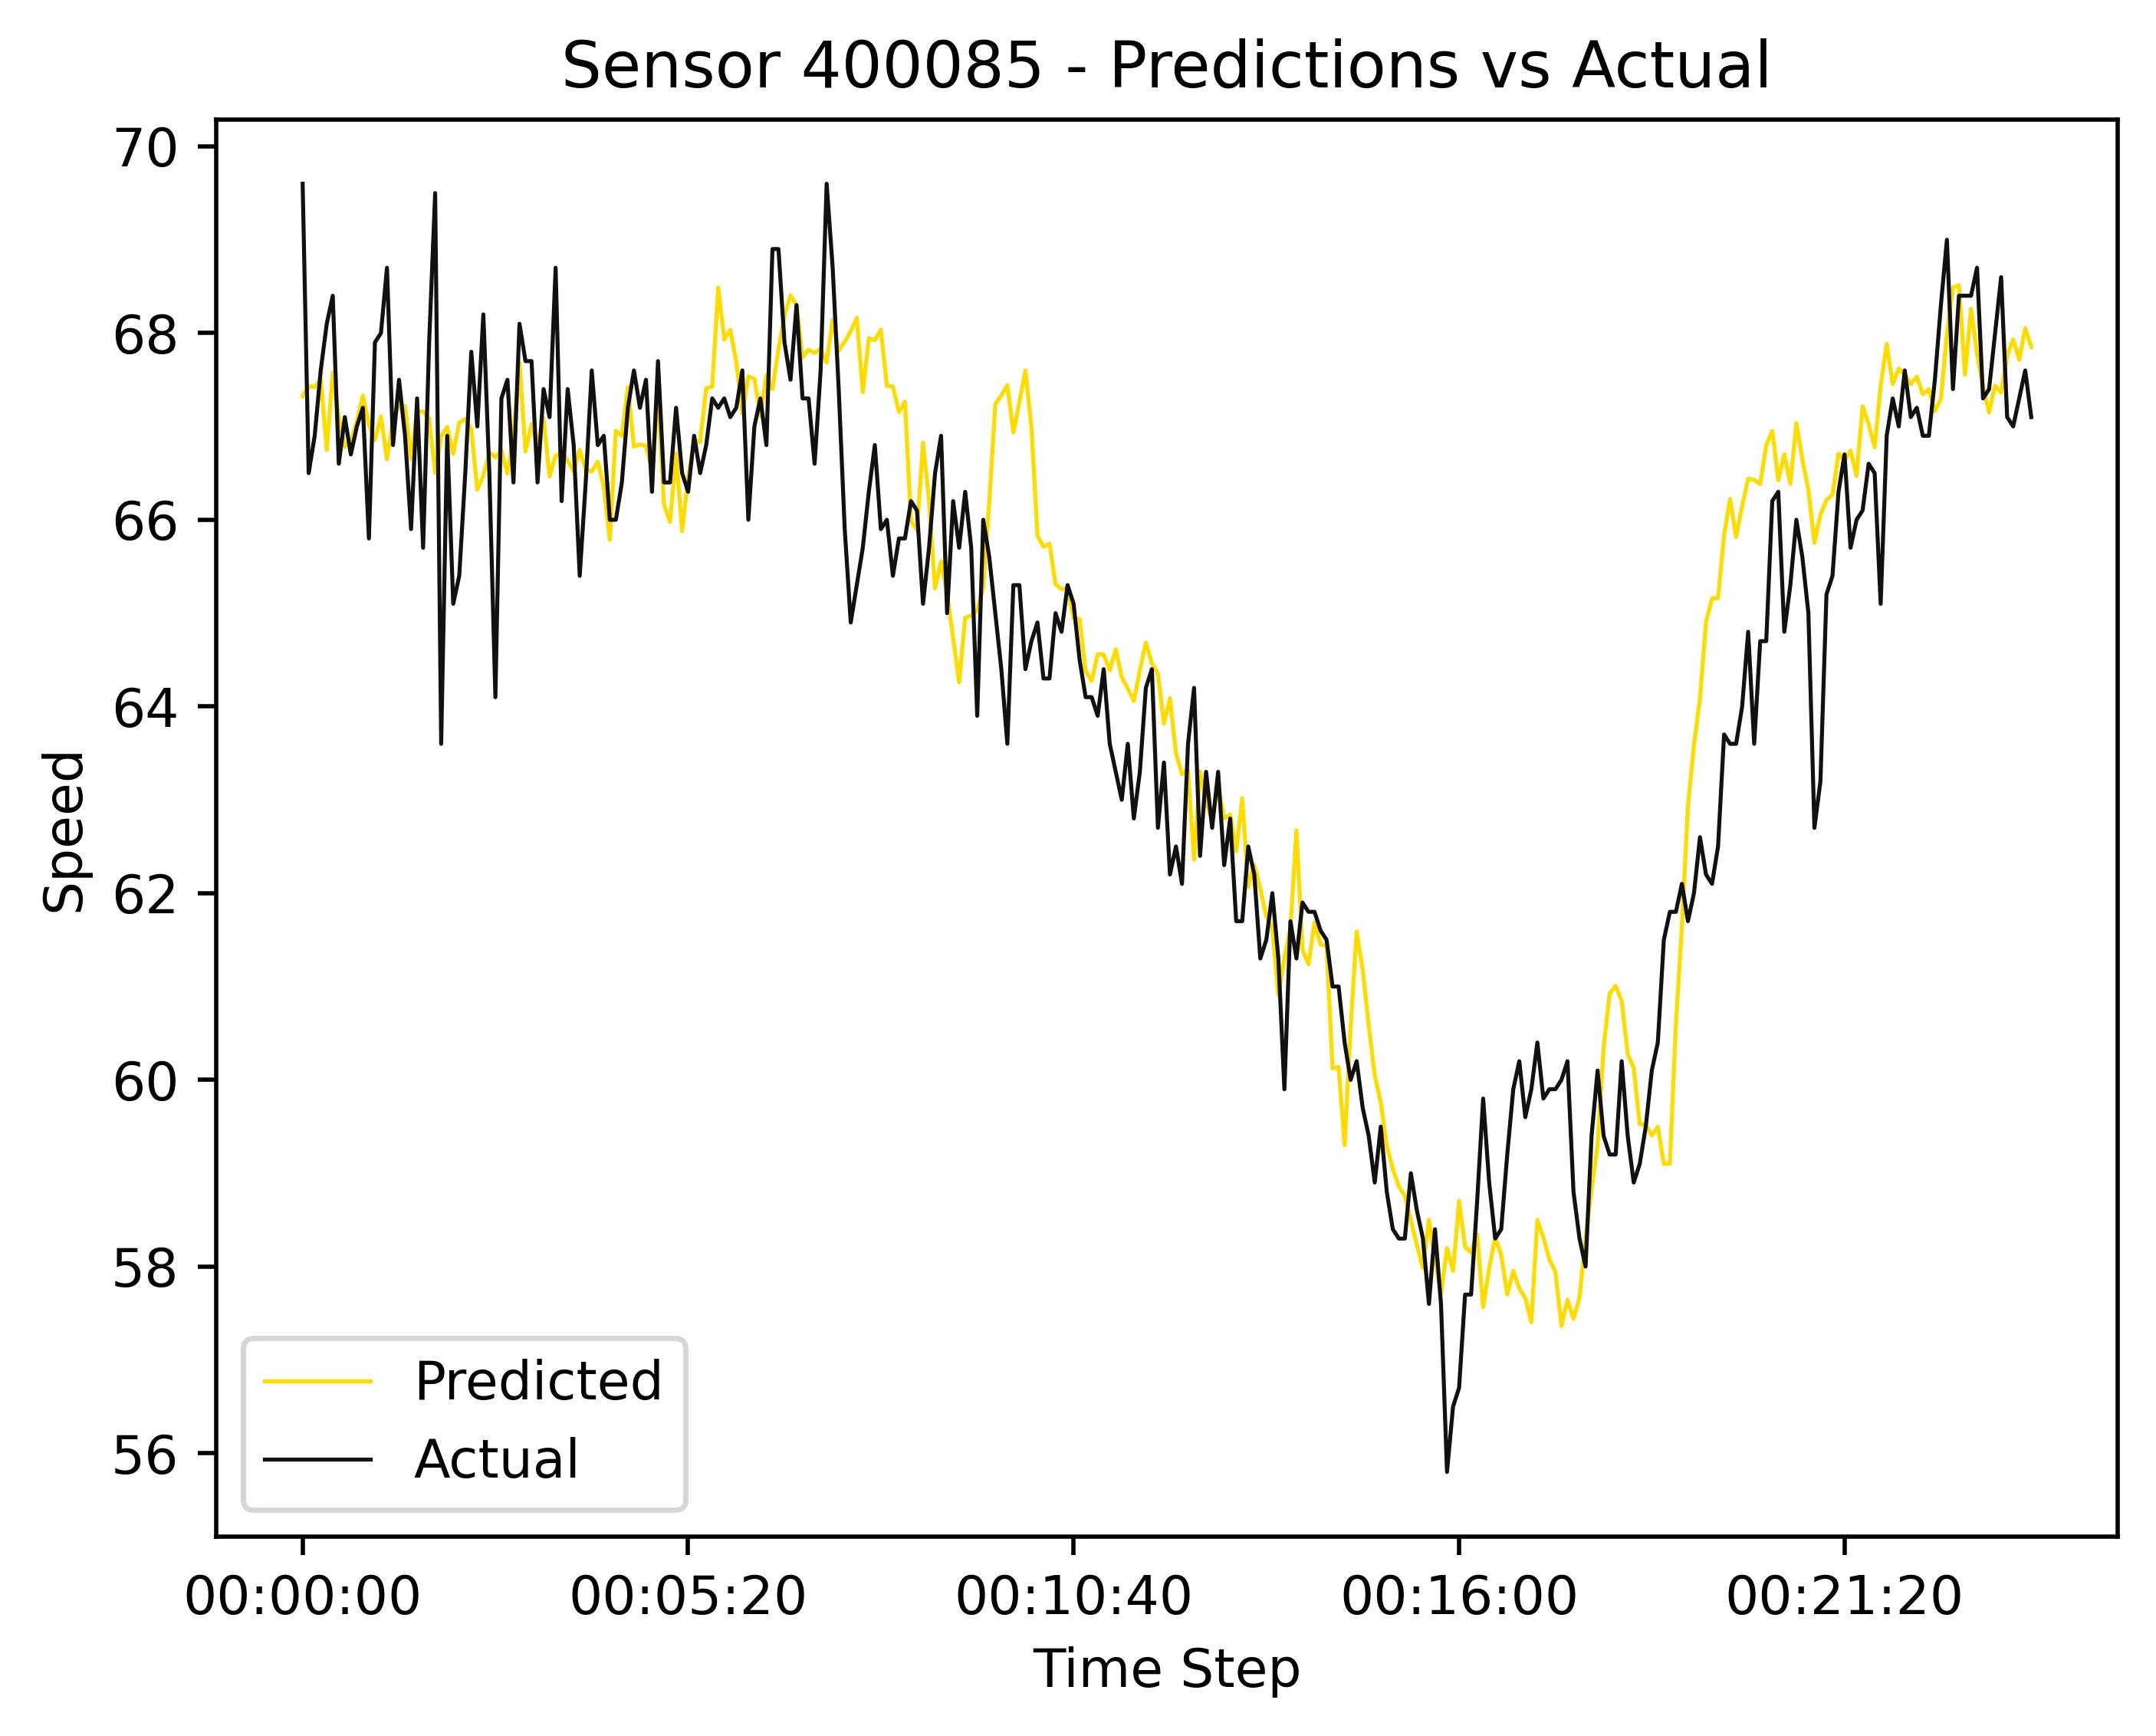 Sensor 400085 - Predictions vs Actual
70
68
66
64
62
60
58
56
Speed
Predicted
Actual
00:00:00 00:05:20 00:10:40 00:16:00 00:21:20
Time Step